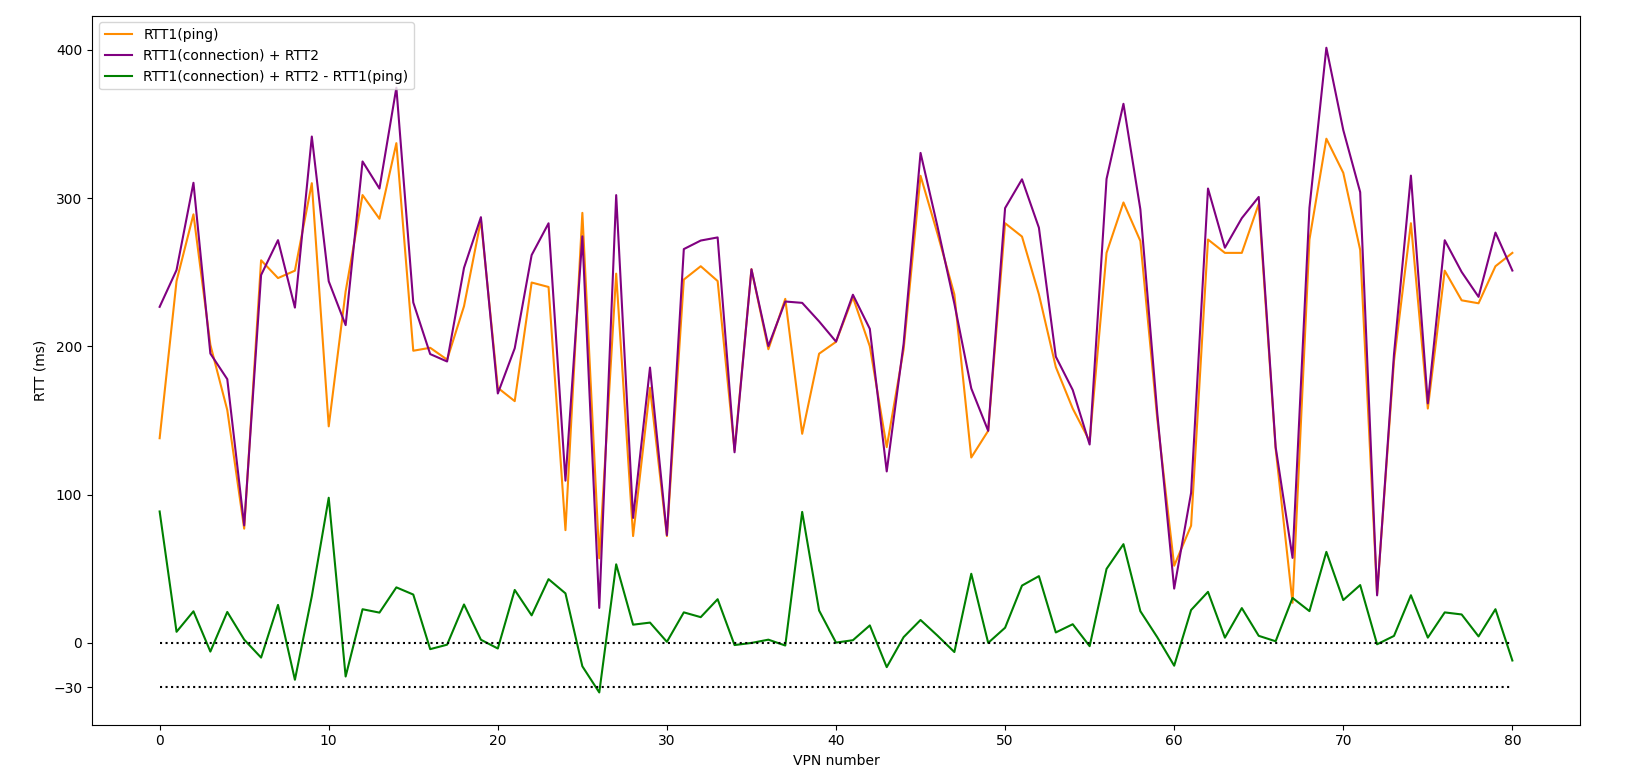 RTT1(ping)
RTT1(connection) + RTT2
RTT1(connection) + RTT2 - RTT1(ping)
400
300
200
100
0
−30
RTT (ms)
0 10 20 30 40 50 60 70 80
VPN number